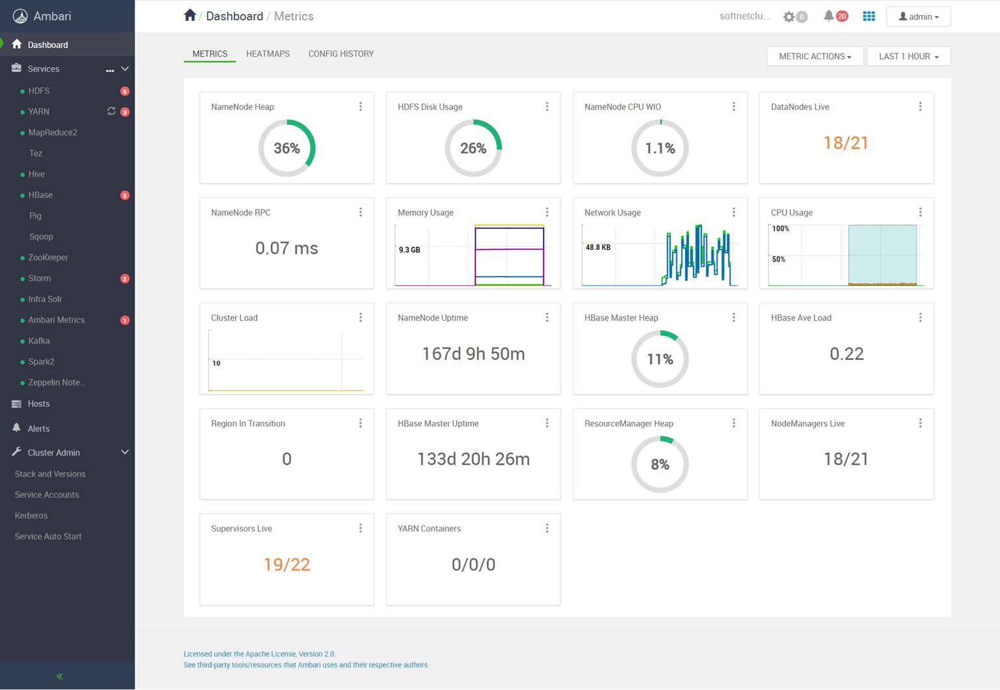 Ambari
Dashboard / Metrics
softnetclu...
0
20
admin
Dashboard
Services
...
HDFS
5
YARN
3
MapReduce2
Tez
Hive
HBase
2
Pig
Sqoop
ZooKeeper
Storm
2
Infra Solr
Ambari Metrics
1
Kafka
Spark2
Zeppelin Note...
Hosts
Alerts
Cluster Admin
Stack and Versions
Service Accounts
Kerberos
Service Auto Start
METRICS
HEATMAPS
CONFIG HISTORY
METRIC ACTIONS
LAST 1 HOUR
NameNode Heap
36%
HDFS Disk Usage
26%
NameNode CPU WIO
1.1%
DataNodes Live
18/21
NameNode RPC
0.07 ms
Memory Usage
9.3 GB
Network Usage
48.8 KB
CPU Usage
100%
50%
Cluster Load
10
NameNode Uptime
167d 9h 50m
HBase Master Heap
11%
HBase Ave Load
0.22
Region In Transition
0
HBase Master Uptime
133d 20h 26m
ResourceManager Heap
8%
NodeManagers Live
18/21
Supervisors Live
19/22
YARN Containers
0/0/0
Licensed under the Apache License, Version 2.0.
See third-party tools/resources that Ambari uses and their respective authors